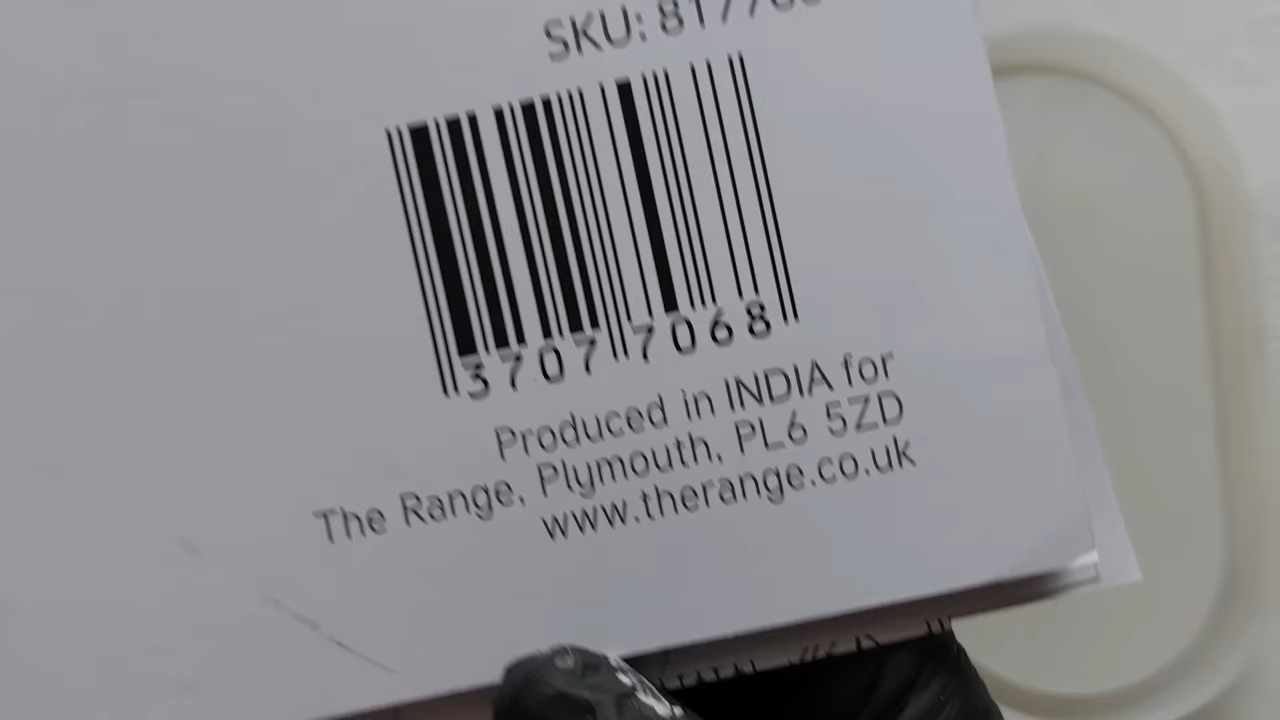 SKU:
3707 7068
Produced in INDIA for
The Range, Plymouth, PL6 5ZD
www.therange.co.uk